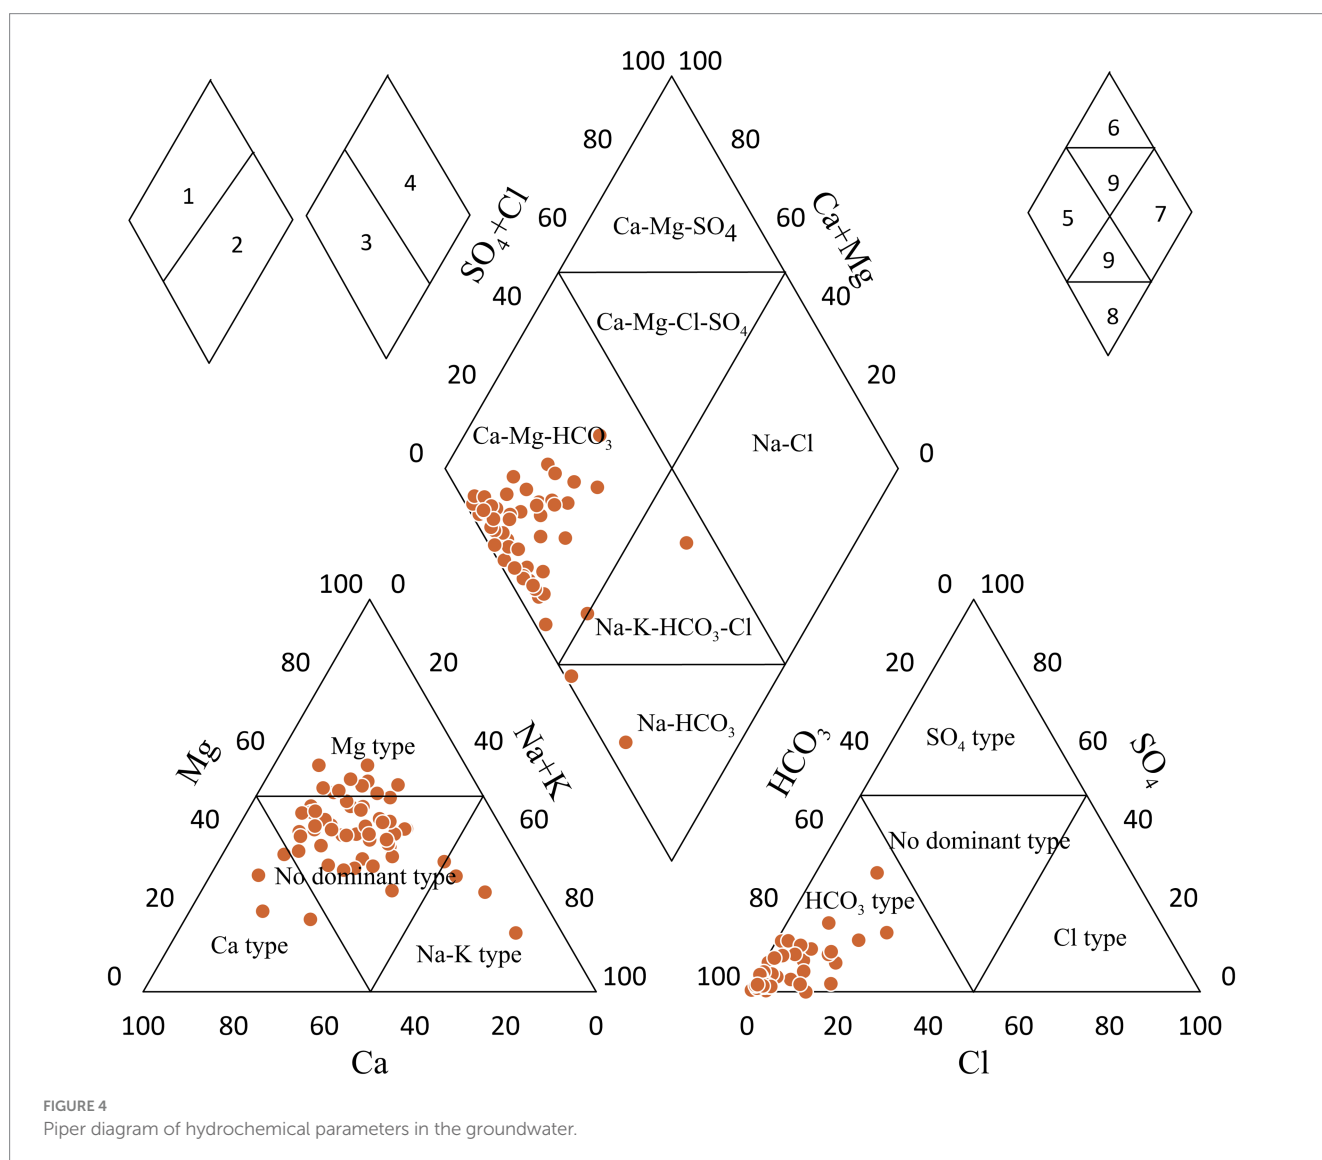 100 100
80 80
60 60
40 40
20 20
0 0
SO₄+Cl
Ca+Mg
1
2
3
4
6
9
5
7
9
8
Ca-Mg-SO₄
Ca-Mg-Cl-SO₄
Ca-Mg-HCO₃
Na-Cl
Na-K-HCO₃-Cl
Na-HCO₃
100 0
80 20
60 40
40 60
20 80
0 100
Mg
Na+K
Mg type
No dominant type
Ca type
Na-K type
100 80 60 40 20 0
Ca
0 100
20 80
40 60
60 40
80 20
100 0
HCO₃
SO₄
SO₄ type
No dominant type
HCO₃ type
Cl type
0 20 40 60 80 100
Cl
FIGURE 4
Piper diagram of hydrochemical parameters in the groundwater.